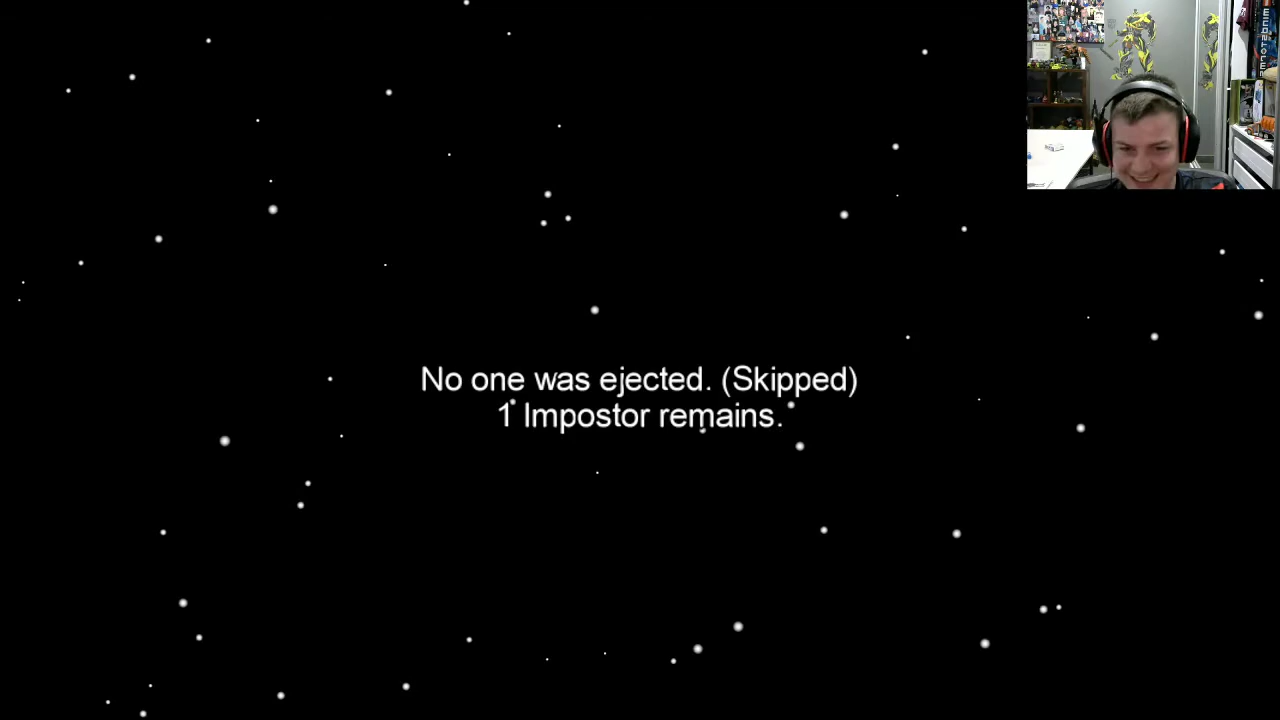 No one was ejected. (Skipped)
1 Impostor remains.